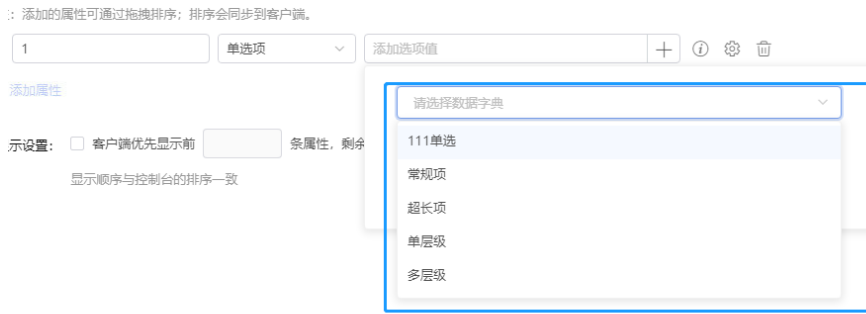 ：添加的属性可通过拖拽排序；排序会同步到客户端。
1 单选项 添加选项值
添加属性
请选择数据字典
111单选
示设置： 客户端优先显示前 条属性，剩余
常规项
显示顺序与控制台的排序一致
超长项
单层级
多层级